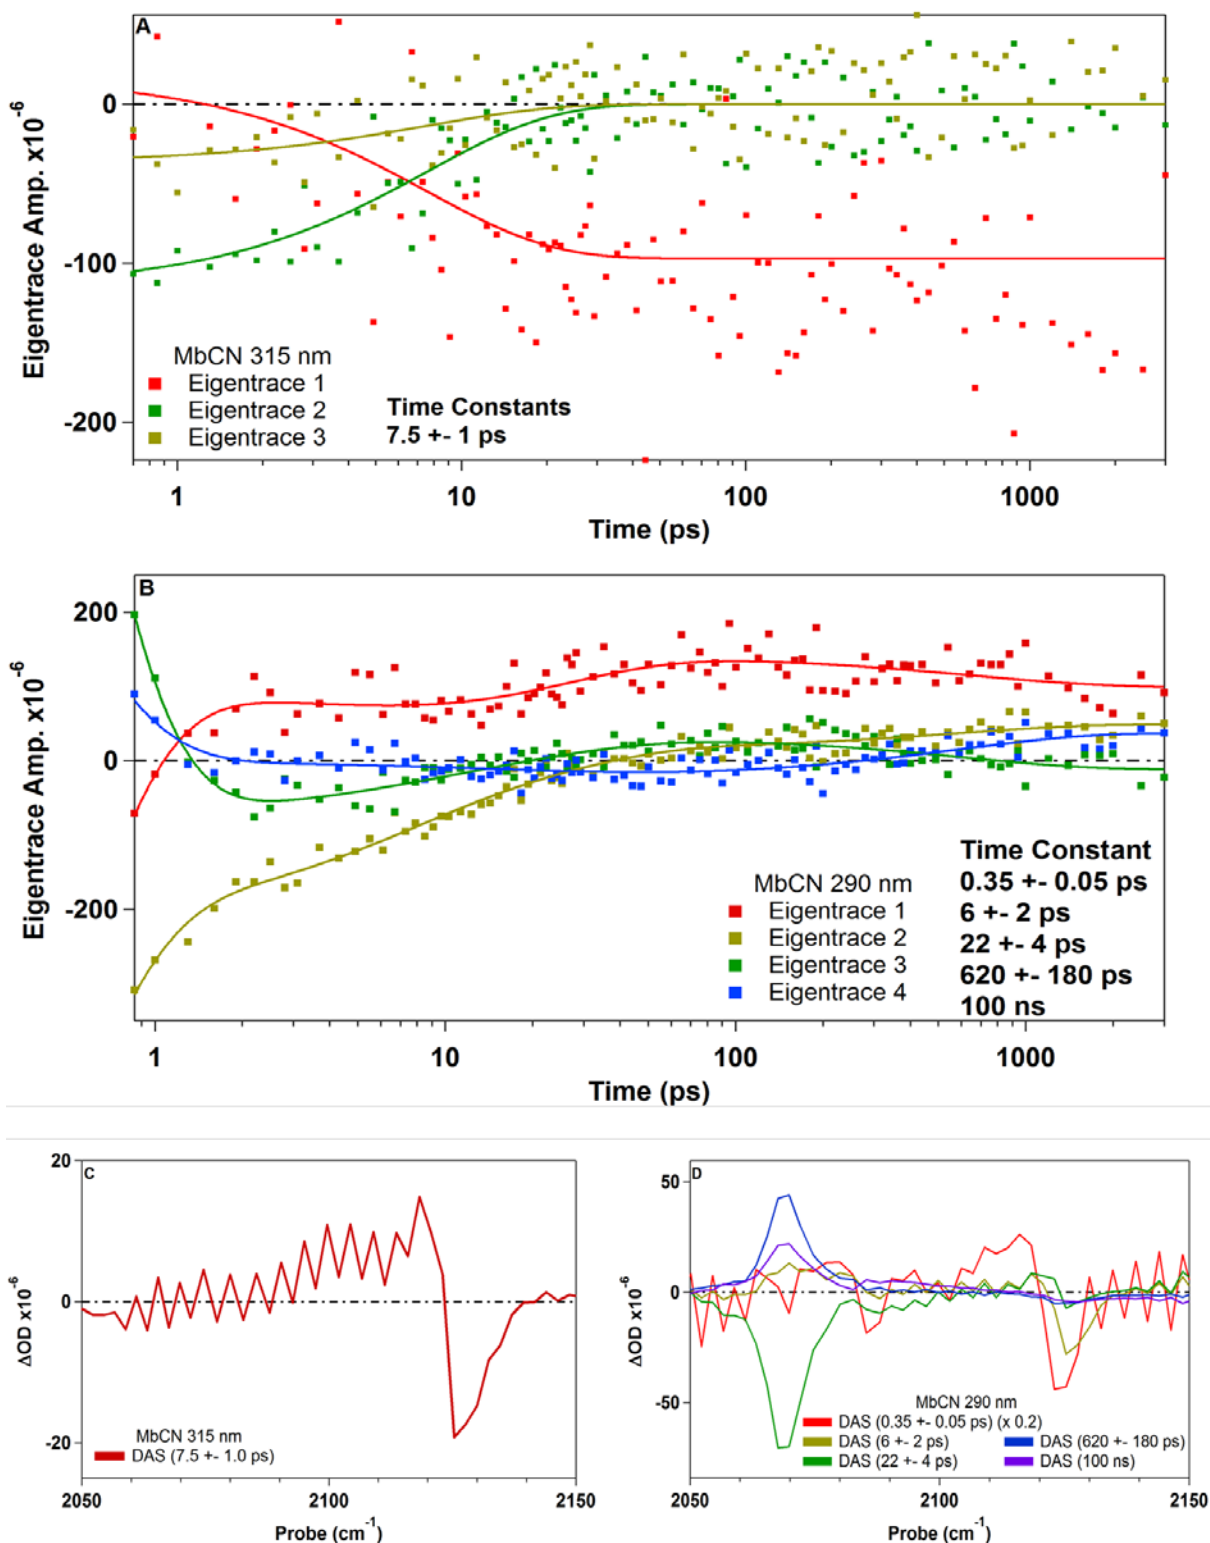 A
0
-100
-200
Eigentrace Amp. x10-6
MbCN 315 nm
Eigentrace 1
Eigentrace 2
Eigentrace 3
Time Constants
7.5 +- 1 ps
1
10
100
1000
Time (ps)
B
200
0
-200
Eigentrace Amp. x10-6
MbCN 290 nm
Eigentrace 1
Eigentrace 2
Eigentrace 3
Eigentrace 4
Time Constant
0.35 +- 0.05 ps
6 +- 2 ps
22 +- 4 ps
620 +- 180 ps
100 ns
1
10
100
1000
Time (ps)
C
20
0
-20
ΔOD x10-6
MbCN 315 nm
DAS (7.5 +- 1.0 ps)
2050
2100
2150
Probe (cm-1)
D
50
0
-50
ΔOD x10-6
MbCN 290 nm
DAS (0.35 +- 0.05 ps) (x 0.2)
DAS (6 +- 2 ps)
DAS (22 +- 4 ps)
DAS (620 +- 180 ps)
DAS (100 ns)
2050
2100
2150
Probe (cm-1)